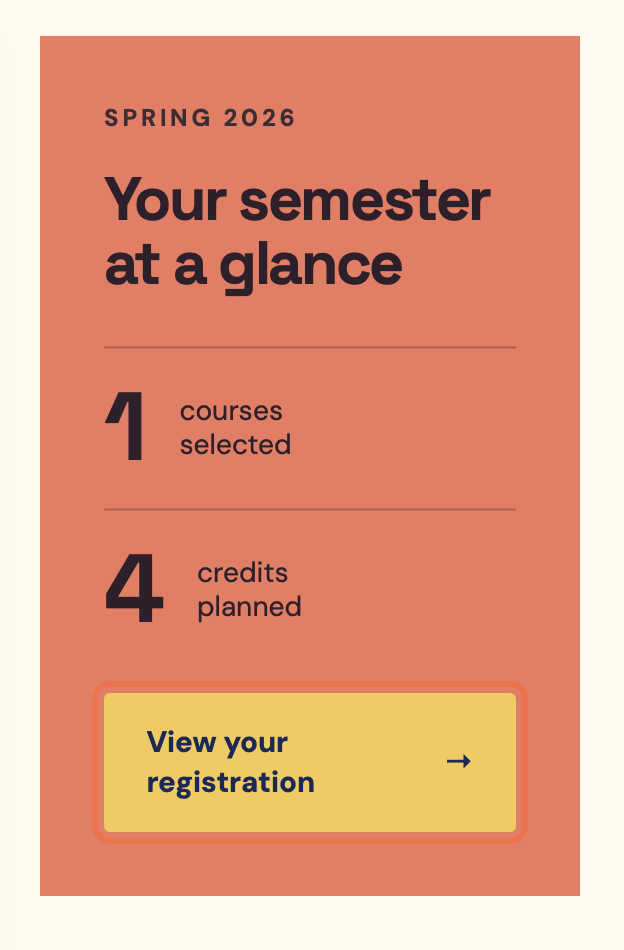 SPRING 2026
Your semester
at a glance
1
courses
selected
4
credits
planned
View your
registration →